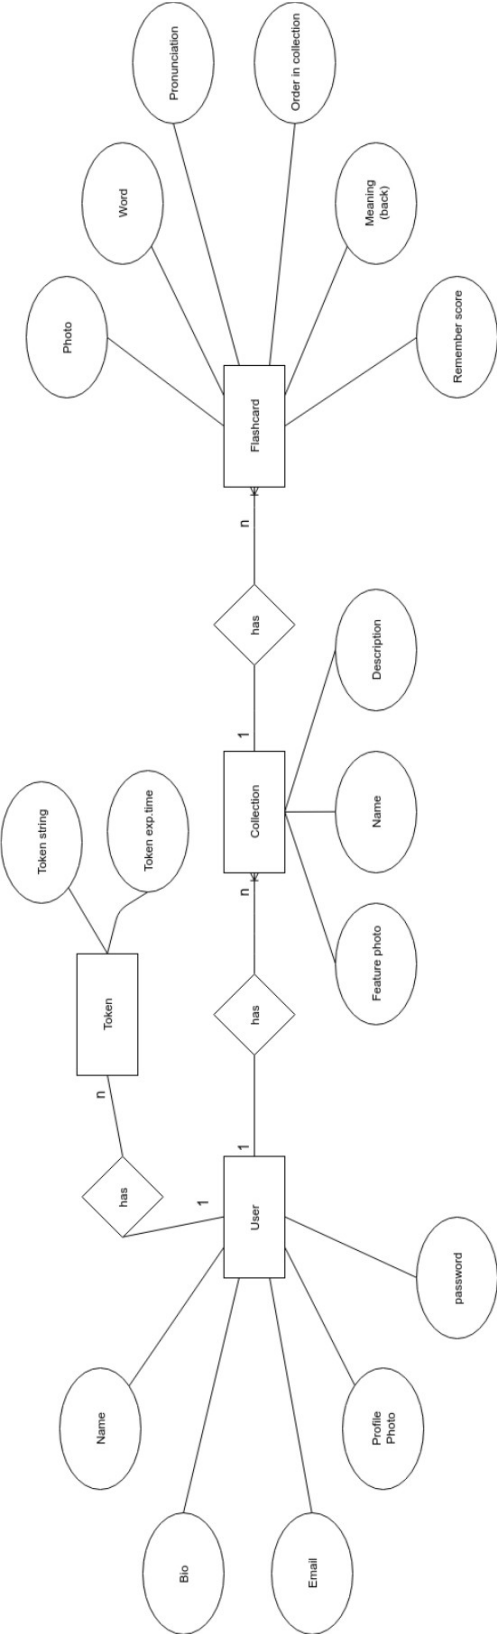 Name
Bio
Email
Profile
Photo
password
User
1
has
n
Token
Token string
Token exp.time
1
has
n
Collection
Feature photo
Name
Description
1
has
n
Flashcard
Photo
Word
Pronunciation
Order in collection
Meaning
(back)
Remember score